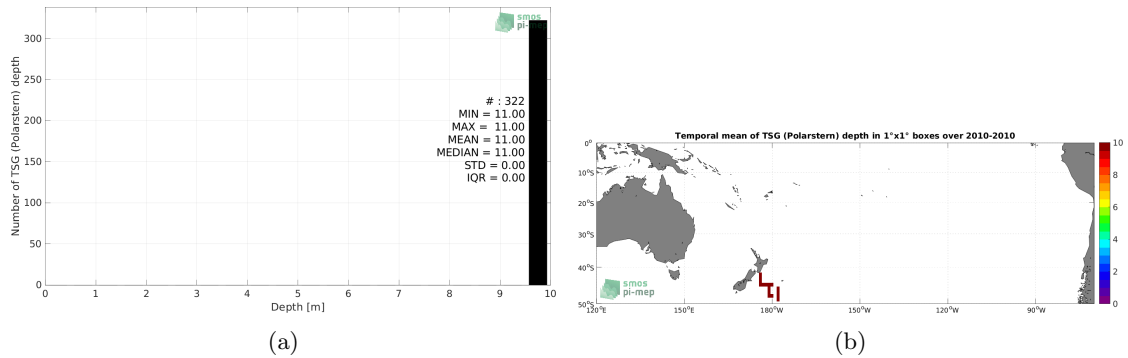 smos
pi-mep
Number of TSG (Polarstern) depth
300
250
200
150
100
50
0
# : 322
MIN = 11.00
MAX = 11.00
MEAN = 11.00
MEDIAN = 11.00
STD = 0.00
IQR = 0.00
0 1 2 3 4 5 6 7 8 9 10
Depth [m]
(a)
Temporal mean of TSG (Polarstern) depth in 1°x1° boxes over 2010-2010
0°
10°S
20°S
30°S
40°S
50°S
120°E 150°E 180°W 150°W 120°W 90°W
10
8
6
4
2
0
smos
pi-mep
(b)